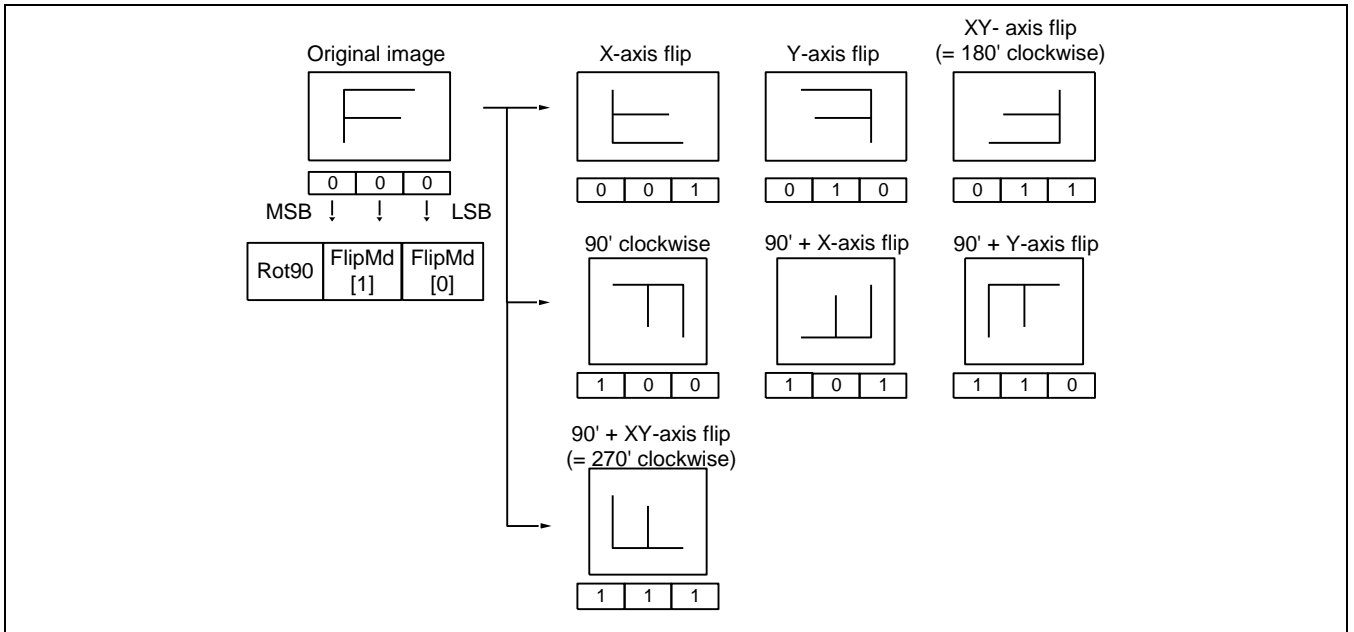 XY- axis flip
Original image X-axis flip Y-axis flip (= 180' clockwise)
0 0 0 0 0 1 0 1 0 0 1 1
MSB LSB
90' clockwise 90' + X-axis flip 90' + Y-axis flip
Rot90 FlipMd [1] FlipMd [0]
1 0 0 1 0 1 1 1 0
90' + XY-axis flip
(= 270' clockwise)
1 1 1